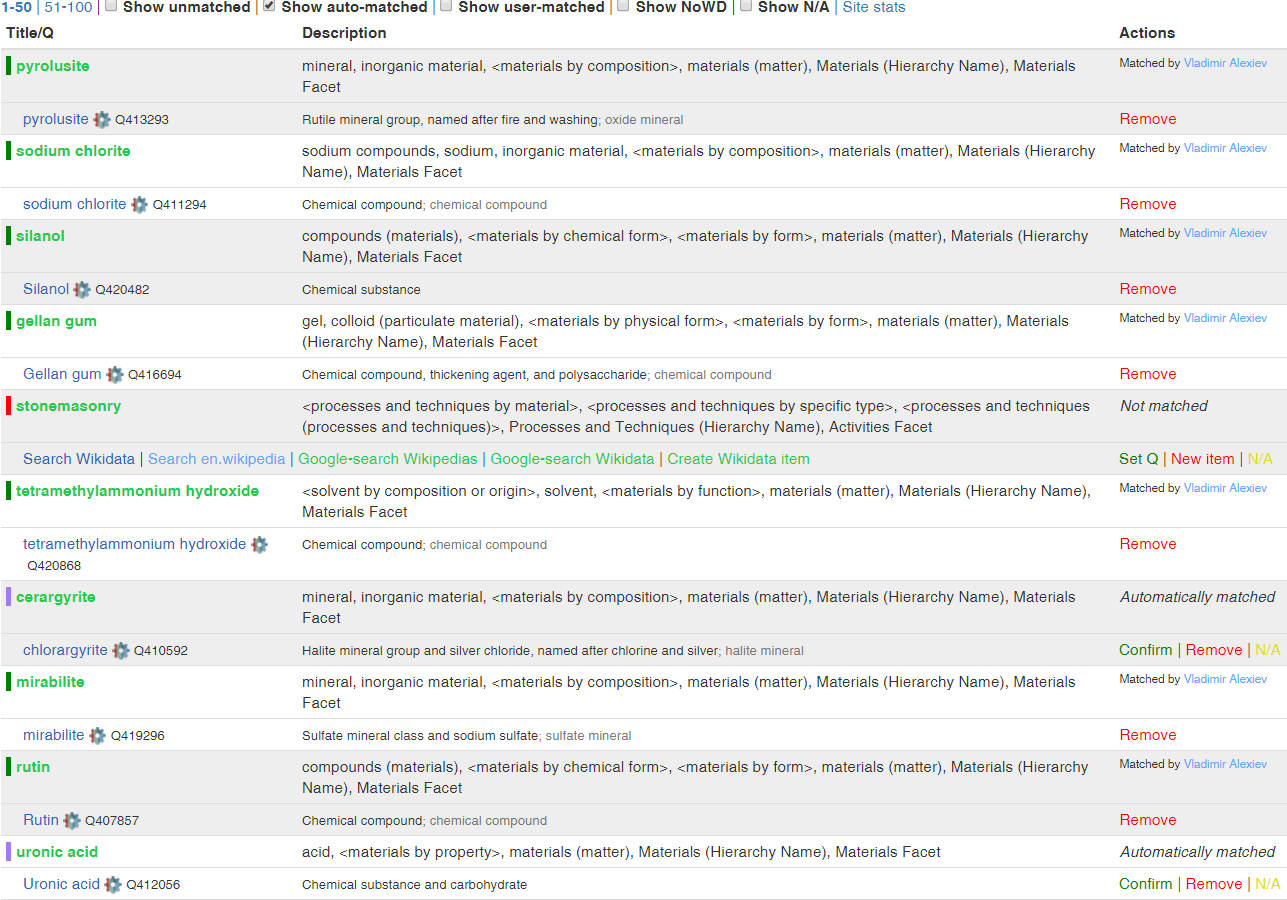 1-50 | 51-100 | Show unmatched | Show auto-matched | Show user-matched | Show NoWD | Show N/A | Site stats
Title/Q Description Actions
pyrolusite mineral, inorganic material, <materials by composition>, materials (matter), Materials (Hierarchy Name), Materials Matched by Vladimir Alexiev
Facet
pyrolusite Q413293 Rutile mineral group, named after fire and washing; oxide mineral Remove
sodium chlorite sodium compounds, sodium, inorganic material, <materials by composition>, materials (matter), Materials (Hierarchy Matched by Vladimir Alexiev
Name), Materials Facet
sodium chlorite Q411294 Chemical compound; chemical compound Remove
silanol compounds (materials), <materials by chemical form>, <materials by form>, materials (matter), Materials (Hierarchy Matched by Vladimir Alexiev
Name), Materials Facet
Silanol Q420482 Chemical substance Remove
gellan gum gel, colloid (particulate material), <materials by physical form>, <materials by form>, materials (matter), Materials Matched by Vladimir Alexiev
(Hierarchy Name), Materials Facet
Gellan gum Q416694 Chemical compound, thickening agent, and polysaccharide; chemical compound Remove
stonemasonry <processes and techniques by material>, <processes and techniques by specific type>, <processes and techniques Not matched
(processes and techniques)>, Processes and Techniques (Hierarchy Name), Activities Facet
Search Wikidata | Search en.wikipedia | Google-search Wikipedias | Google-search Wikidata | Create Wikidata item Set Q | New item | N/A
tetramethylammonium hydroxide <solvent by composition or origin>, solvent, <materials by function>, materials (matter), Materials (Hierarchy Name), Matched by Vladimir Alexiev
Materials Facet
tetramethylammonium hydroxide Chemical compound; chemical compound Remove
Q420868
cerargyrite mineral, inorganic material, <materials by composition>, materials (matter), Materials (Hierarchy Name), Materials Automatically matched
Facet
chlorargyrite Q410592 Halite mineral group and silver chloride, named after chlorine and silver; halite mineral Confirm | Remove | N/A
mirabilite mineral, inorganic material, <materials by composition>, materials (matter), Materials (Hierarchy Name), Materials Matched by Vladimir Alexiev
Facet
mirabilite Q419296 Sulfate mineral class and sodium sulfate; sulfate mineral Remove
rutin compounds (materials), <materials by chemical form>, <materials by form>, materials (matter), Materials (Hierarchy Matched by Vladimir Alexiev
Name), Materials Facet
Rutin Q407857 Chemical compound; chemical compound Remove
uronic acid acid, <materials by property>, materials (matter), Materials (Hierarchy Name), Materials Facet Automatically matched
Uronic acid Q412056 Chemical substance and carbohydrate Confirm | Remove | N/A